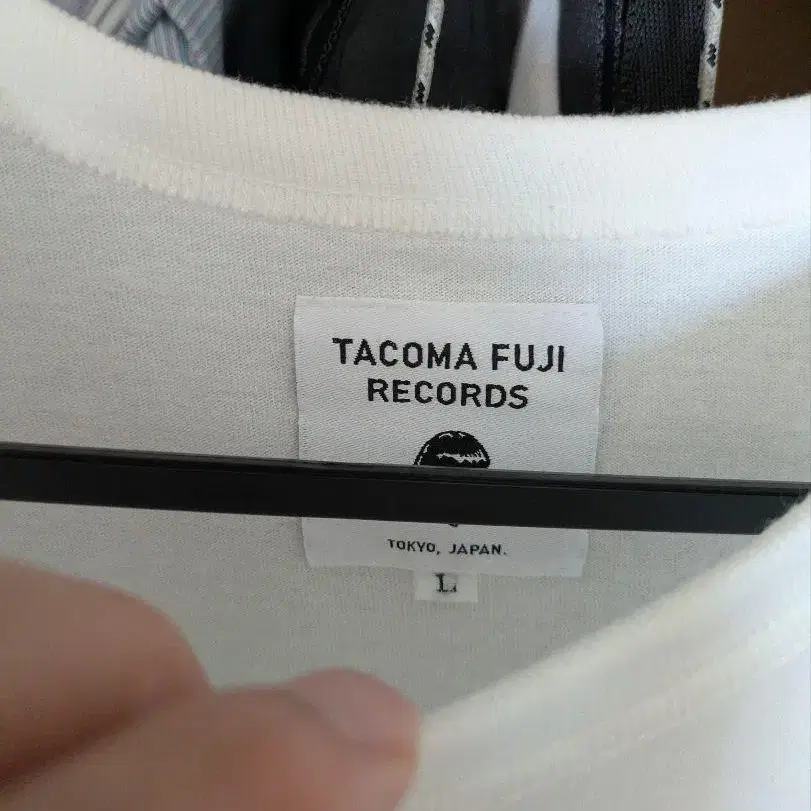 TACOMA FUJI
RECORDS
TOKYO, JAPAN.
L